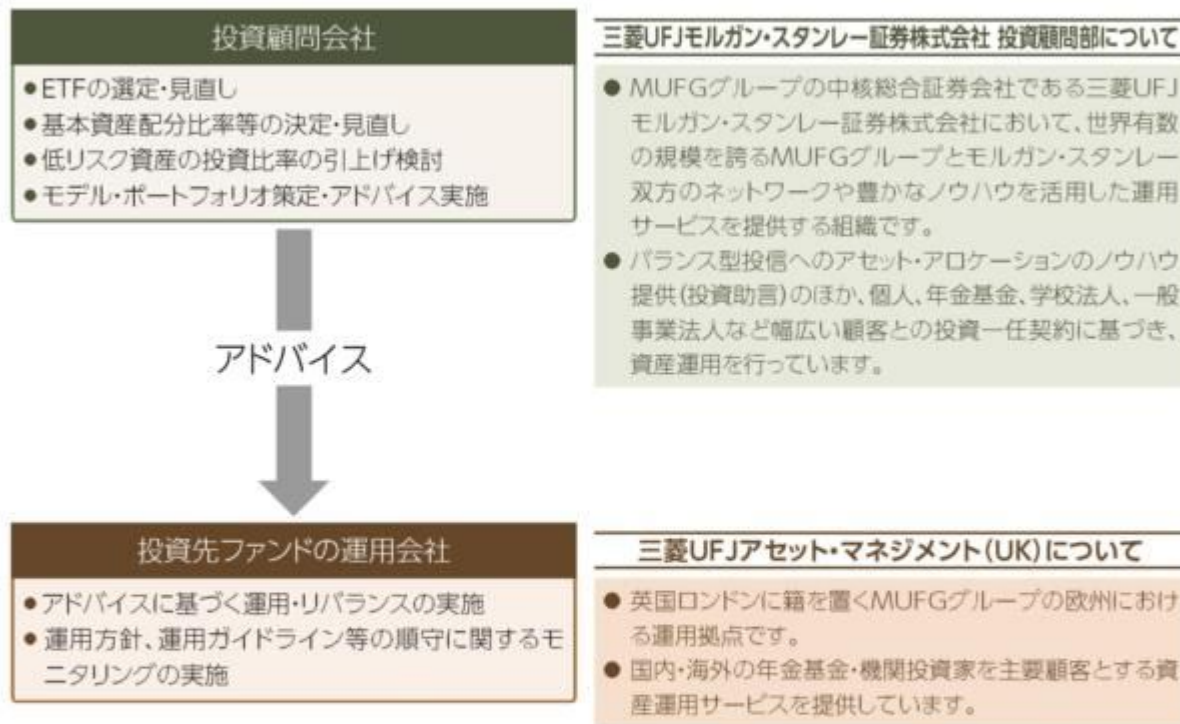 投資顧問会社
●ETFの選定・見直し
●基本資産配分比率等の決定・見直し
●低リスク資産の投資比率の引上げ検討
●モデル・ポートフォリオ策定・アドバイス実施
三菱UFJモルガン・スタンレー証券株式会社 投資顧問部について
● MUFGグループの中核総合証券会社である三菱UFJ
モルガン・スタンレー証券株式会社において、世界有数
の規模を誇るMUFGグループとモルガン・スタンレー
双方のネットワークや豊かなノウハウを活用した運用
サービスを提供する組織です。
● バランス型投信へのアセット・アロケーションのノウハウ
提供(投資助言)のほか、個人、年金基金、学校法人、一般
事業法人など幅広い顧客との投資一任契約に基づき、
資産運用を行っています。
アドバイス
投資先ファンドの運用会社
●アドバイスに基づく運用・リバランスの実施
● 運用方針、運用ガイドライン等の順守に関するモ
ニタリングの実施
三菱UFJアセット・マネジメント(UK)について
● 英国ロンドンに籍を置くMUFGグループの欧州におけ
る運用拠点です。
● 国内・海外の年金基金・機関投資家を主要顧客とする資
産運用サービスを提供しています。